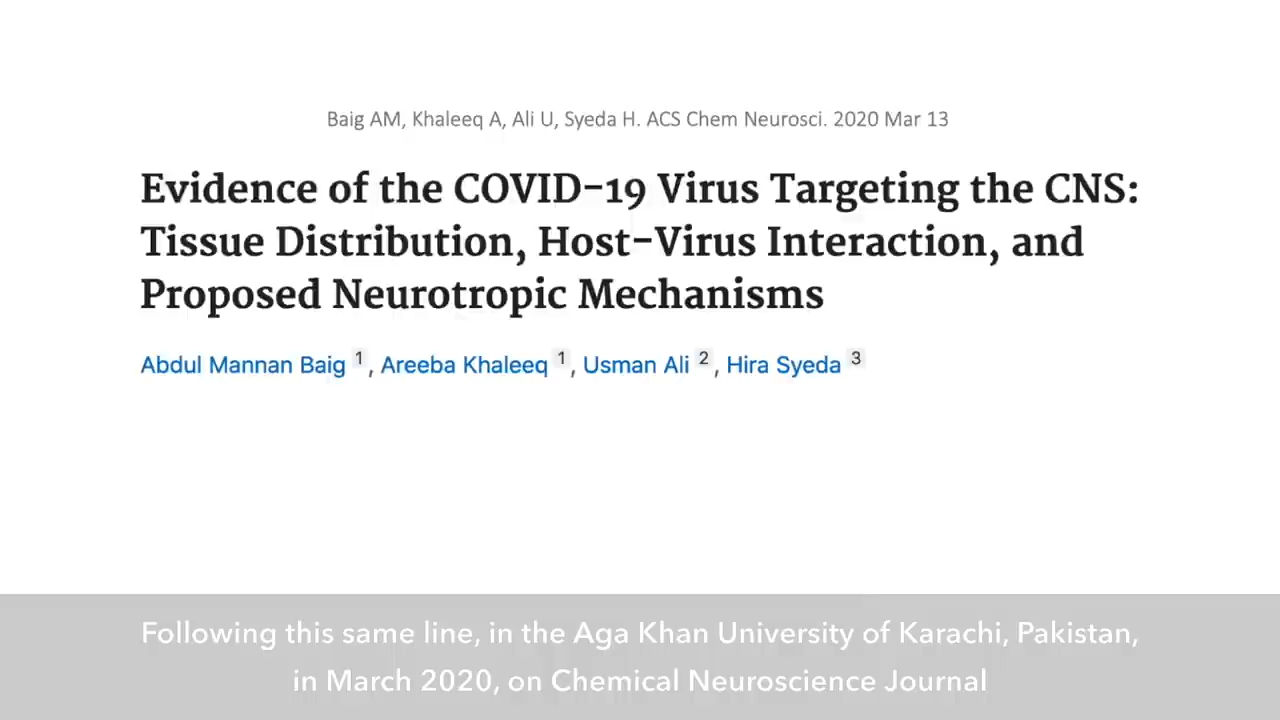 Baig AM, Khaleeq A, Ali U, Syeda H. ACS Chem Neurosci. 2020 Mar 13
Evidence of the COVID-19 Virus Targeting the CNS:
Tissue Distribution, Host-Virus Interaction, and
Proposed Neurotropic Mechanisms
Abdul Mannan Baig 1, Areeba Khaleeq 1, Usman Ali 2, Hira Syeda 3
Following this same line, in the Aga Khan University of Karachi, Pakistan,
in March 2020, on Chemical Neuroscience Journal